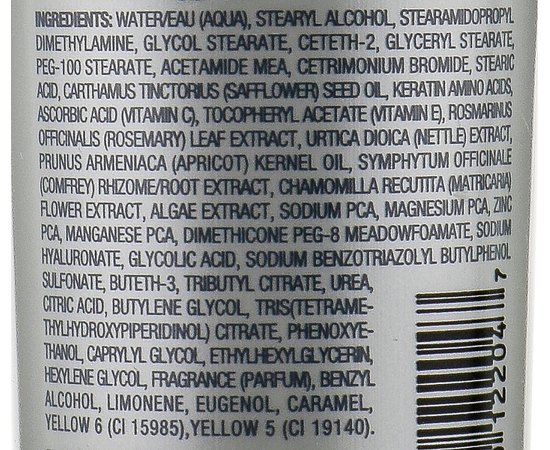 INGREDIENTS: WATER/EAU (AQUA), STEARYL ALCOHOL, STEARAMIDOPROPYL
DIMETHYLAMINE, GLYCOL STEARATE, CETETH-2, GLYCERYL STEARATE,
PEG-100 STEARATE, ACETAMIDE MEA, CETRIMONIUM BROMIDE, STEARIC
ACID, CARTHAMUS TINCTORIUS (SAFFLOWER) SEED OIL, KERATIN AMINO ACIDS,
ASCORBIC ACID (VITAMIN C), TOCOPHERYL ACETATE (VITAMIN E), ROSMARINUS
OFFICINALIS (ROSEMARY) LEAF EXTRACT, URTICA DIOICA (NETTLE) EXTRACT,
PRUNUS ARMENIACA (APRICOT) KERNEL OIL, SYMPHYTUM OFFICINALE
(COMFREY) RHIZOME/ROOT EXTRACT, CHAMOMILLA RECUTITA (MATRICARIA)
FLOWER EXTRACT, ALGAE EXTRACT, SODIUM PCA, MAGNESIUM PCA, ZINC
PCA, MANGANESE PCA, DIMETHICONE PEG-8 MEADOWFOAMATE, SODIUM
HYALURONATE, GLYCOLIC ACID, SODIUM BENZOTRIAZOLYL BUTYLPHENOL
SULFONATE, BUTETH-3, TRIBUTYL CITRATE, UREA,
CITRIC ACID, BUTYLENE GLYCOL, TRIS(TETRAME-
THYLHYDROXYPIPERIDINOL) CITRATE, PHENOXYE-
THANOL, CAPRYLYL GLYCOL, ETHYLHEXYLGLYCERIN,
HEXYLENE GLYCOL, FRAGRANCE (PARFUM), BENZYL
ALCOHOL, LIMONENE, EUGENOL, CARAMEL,
YELLOW 6 (CI 15985),YELLOW 5 (CI 19140).
12204 7